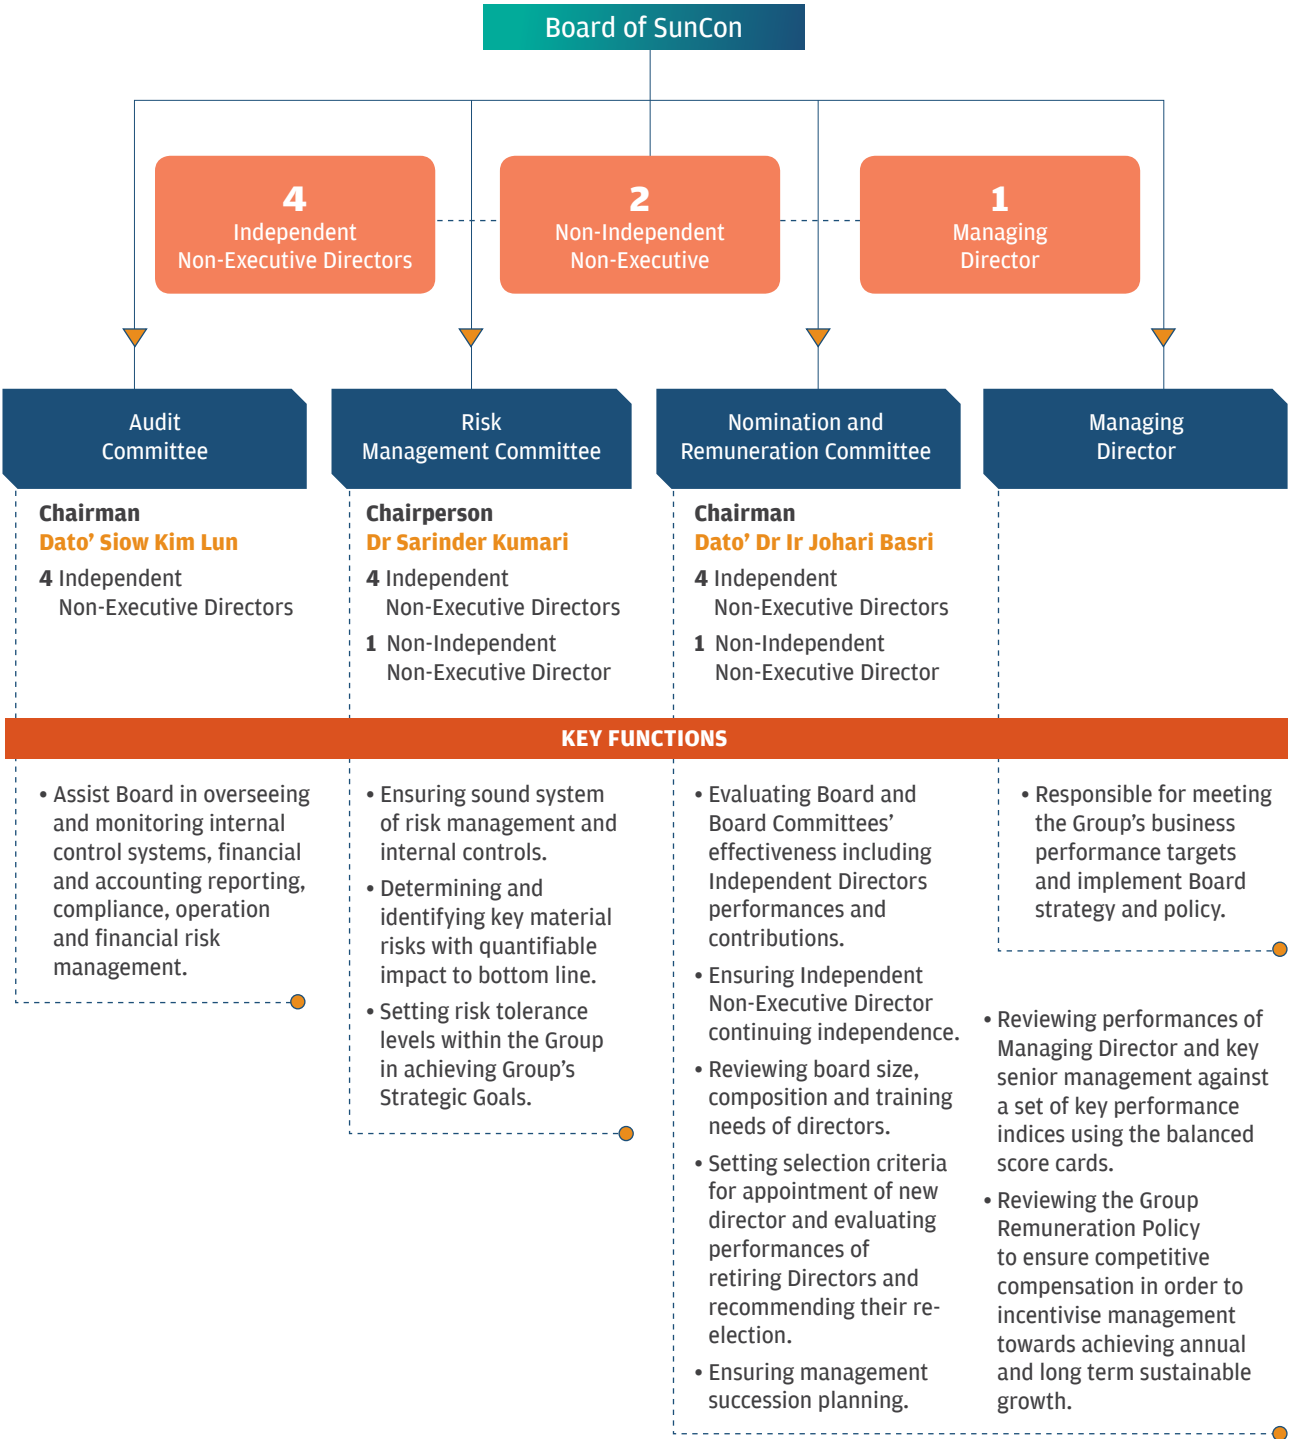 Board of SunCon
4
Independent
Non-Executive Directors
2
Non-Independent
Non-Executive
1
Managing
Director
Audit
Committee
Risk
Management Committee
Nomination and
Remuneration Committee
Managing
Director
Chairman
Dato’ Siow Kim Lun
4 Independent
Non-Executive Directors
Chairperson
Dr Sarinder Kumari
4 Independent
Non-Executive Directors
1 Non-Independent
Non-Executive Director
Chairman
Dato’ Dr Ir Johari Basri
4 Independent
Non-Executive Directors
1 Non-Independent
Non-Executive Director
KEY FUNCTIONS
• Assist Board in overseeing
and monitoring internal
control systems, financial
and accounting reporting,
compliance, operation
and financial risk
management.
• Ensuring sound system
of risk management and
internal controls.
• Determining and
identifying key material
risks with quantifiable
impact to bottom line.
• Setting risk tolerance
levels within the Group
in achieving Group’s
Strategic Goals.
• Evaluating Board and
Board Committees’
effectiveness including
Independent Directors
performances and
contributions.
• Ensuring Independent
Non-Executive Director
continuing independence.
• Reviewing board size,
composition and training
needs of directors.
• Setting selection criteria
for appointment of new
director and evaluating
performances of
retiring Directors and
recommending their re-
election.
• Ensuring management
succession planning.
• Responsible for meeting
the Group’s business
performance targets
and implement Board
strategy and policy.
• Reviewing performances of
Managing Director and key
senior management against
a set of key performance
indices using the balanced
score cards.
• Reviewing the Group
Remuneration Policy
to ensure competitive
compensation in order to
incentivise management
towards achieving annual
and long term sustainable
growth.